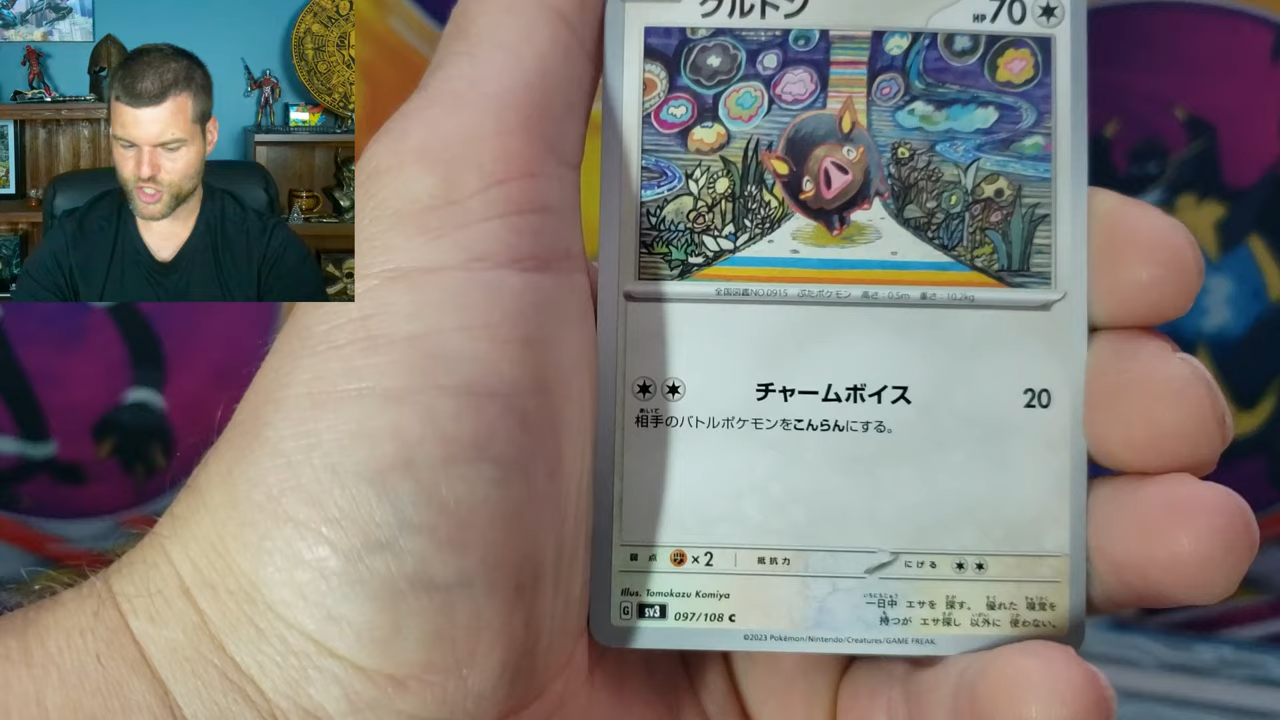 グルトン HP 70
全国図鑑NO.0915 ぶたポケモン 高さ：0.5m 重さ：10.2kg
チャームボイス 20
相手のバトルポケモンをこんらんにする。
弱点 ×2 抵抗力 にげる
Illus. Tomokazu Komiya
G sv3 097/108 C
一日中 エサを 探す。 優れた 嗅覚を
持つが エサ探し 以外に 使わない。
©2023 Pokémon/Nintendo/Creatures/GAME FREAK.